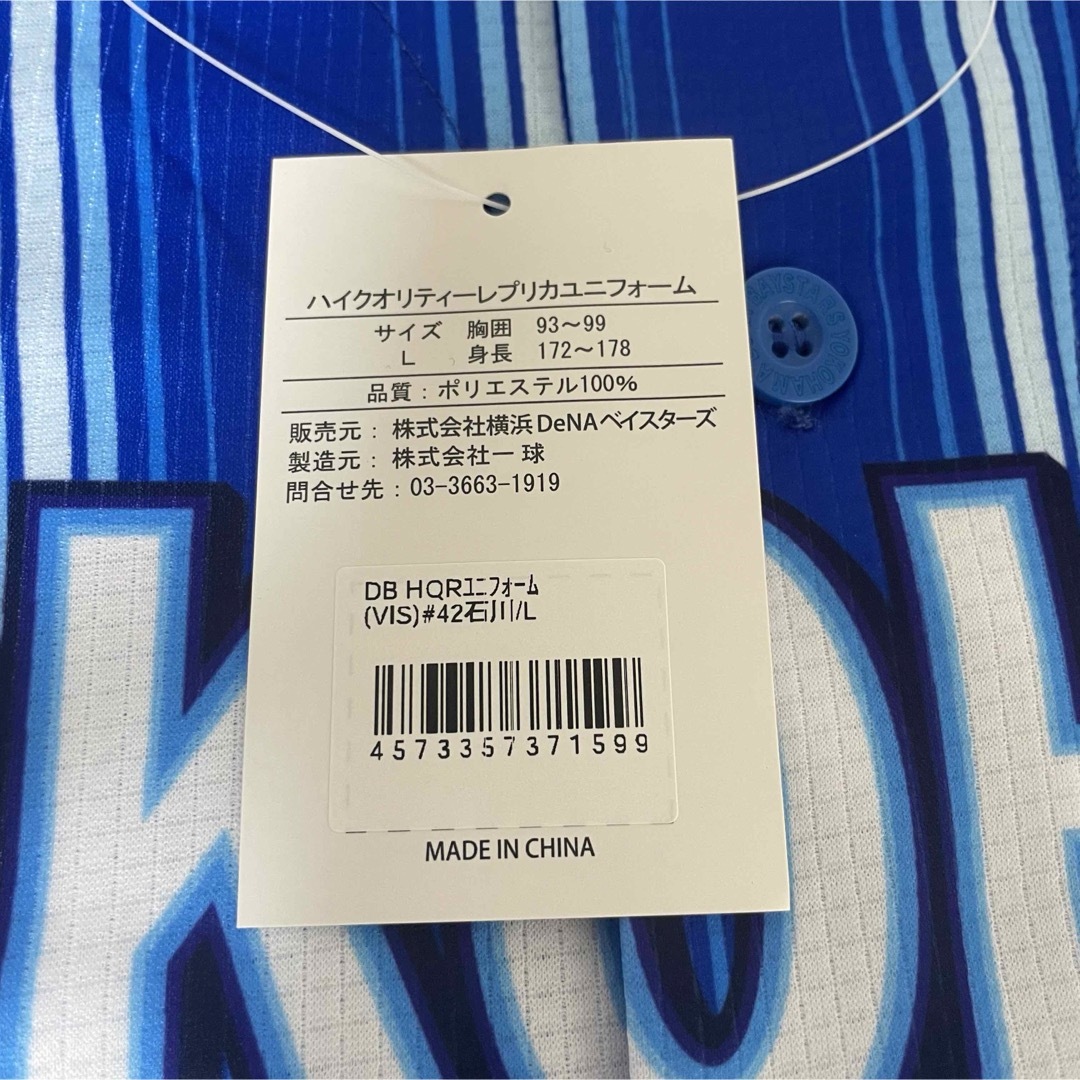 ハイクオリティーレプリカユニフォーム
サイズ 胸囲 93～99
L 身長 172～178
品質：ポリエステル100%
販売元： 株式会社横浜DeNAベイスターズ
製造元： 株式会社一球
問合せ先：03-3663-1919
DB HQRﾕﾆﾌｫｰﾑ
(VIS)#42石川/L
4573357371599
MADE IN CHINA